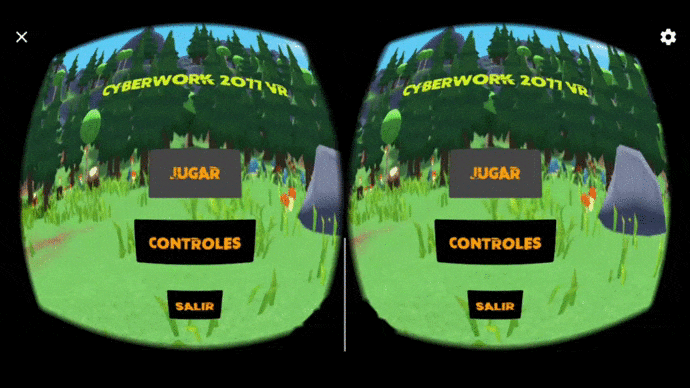 CYBERWORK 2077 VR
JUGAR
CONTROLES
SALIR
CYBERWORK 2077 VR
JUGAR
CONTROLES
SALIR